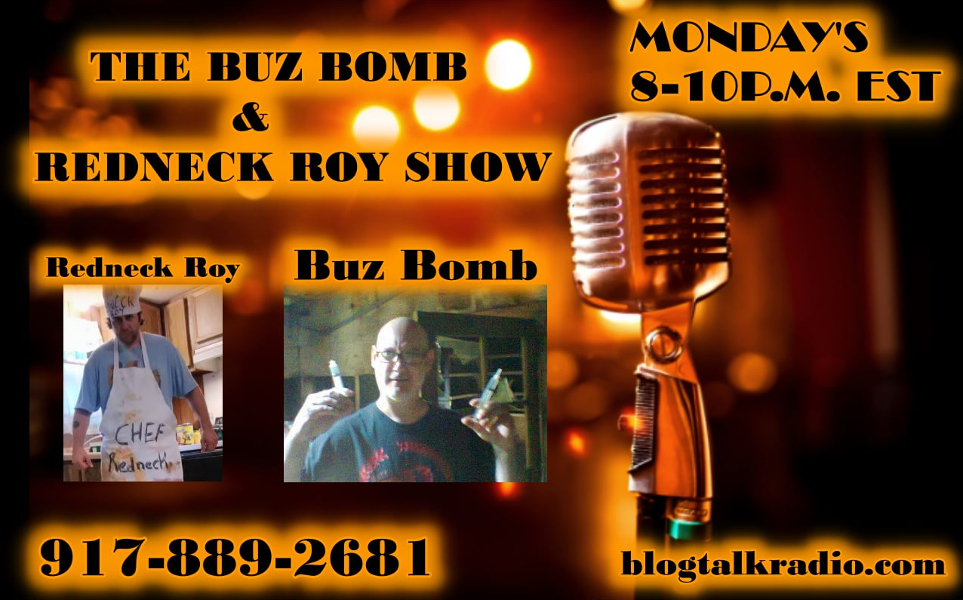 THE BUZ BOMB
&
REDNECK ROY SHOW
MONDAY'S
8-10P.M. EST
Redneck Roy
Buz Bomb
CHEF
Redneck
917-889-2681
blogtalkradio.com